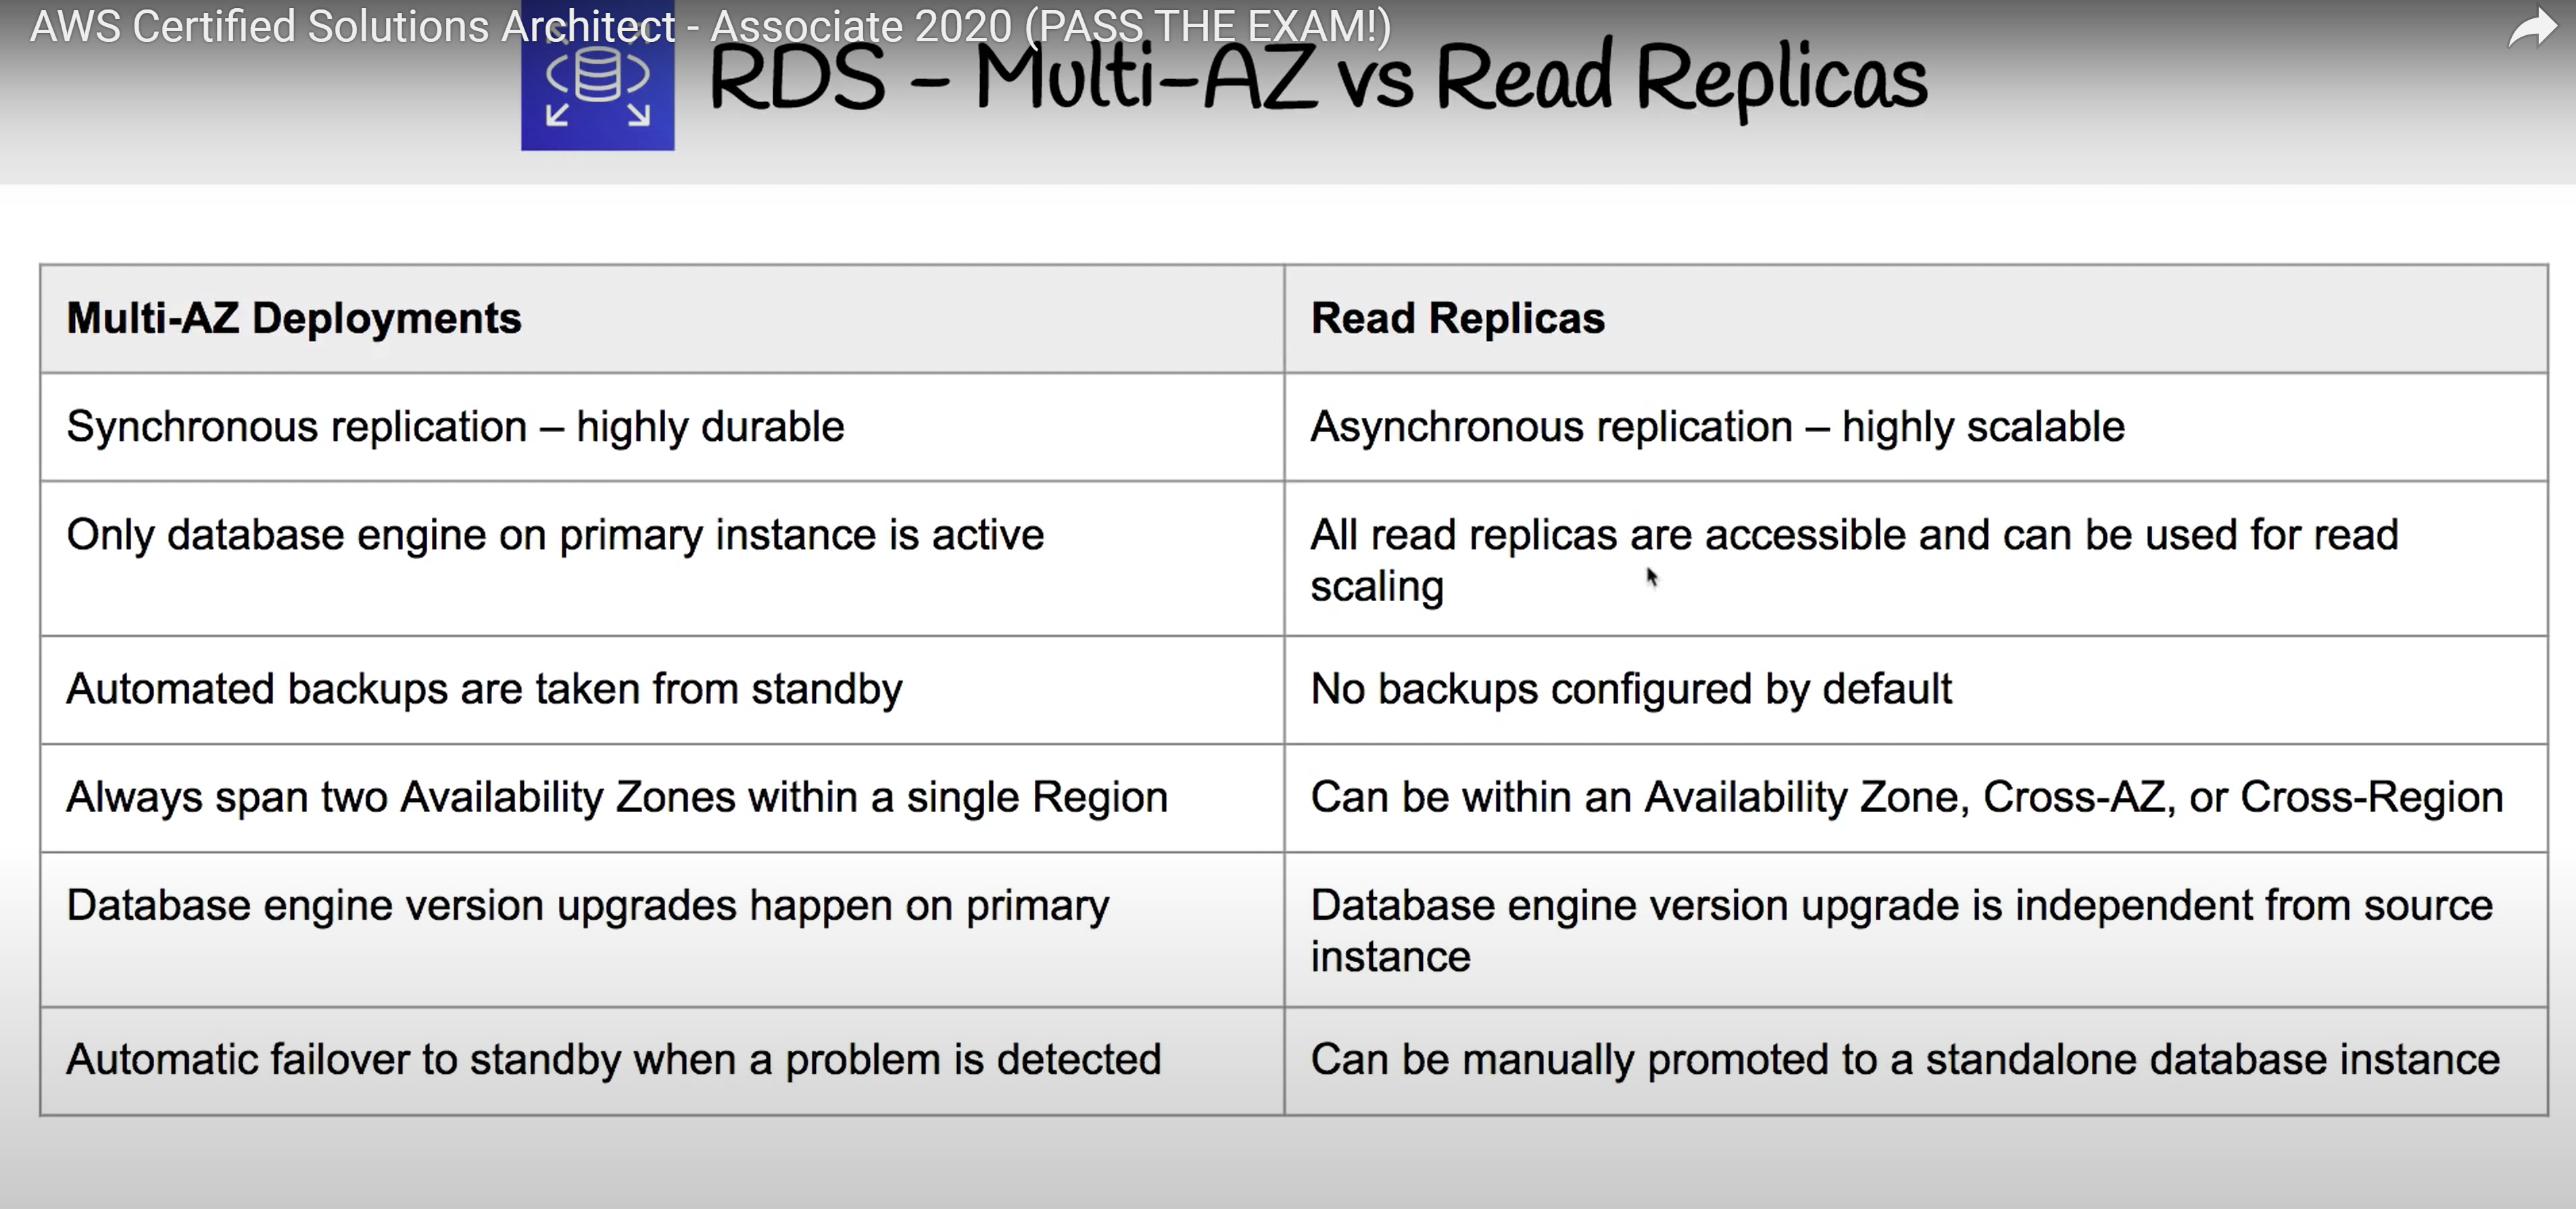 AWS Certified Solutions Architect - Associate 2020 (PASS THE EXAM!)
RDS - Multi-AZ vs Read Replicas
Multi-AZ Deployments
Read Replicas
Synchronous replication – highly durable
Asynchronous replication – highly scalable
Only database engine on primary instance is active
All read replicas are accessible and can be used for read
scaling
Automated backups are taken from standby
No backups configured by default
Always span two Availability Zones within a single Region
Can be within an Availability Zone, Cross-AZ, or Cross-Region
Database engine version upgrades happen on primary
Database engine version upgrade is independent from source
instance
Automatic failover to standby when a problem is detected
Can be manually promoted to a standalone database instance